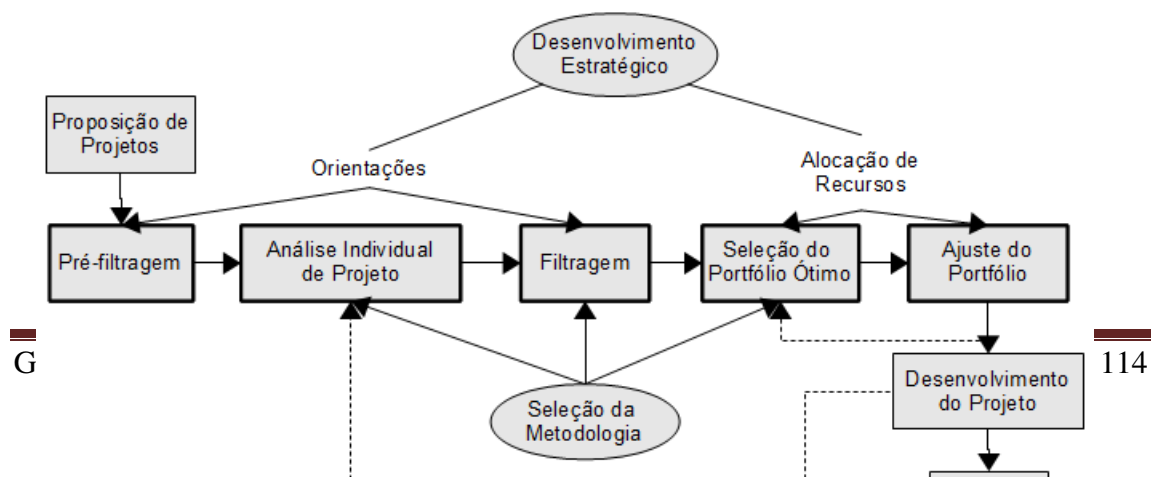 Desenvolvimento
Estratégico
Proposição de
Projetos
Orientações
Alocação de
Recursos
Pré-filtragem
Análise Individual
de Projeto
Filtragem
Seleção do
Portfólio Ótimo
Ajuste do
Portfólio
G
114
Desenvolvimento
do Projeto
Seleção da
Metodologia